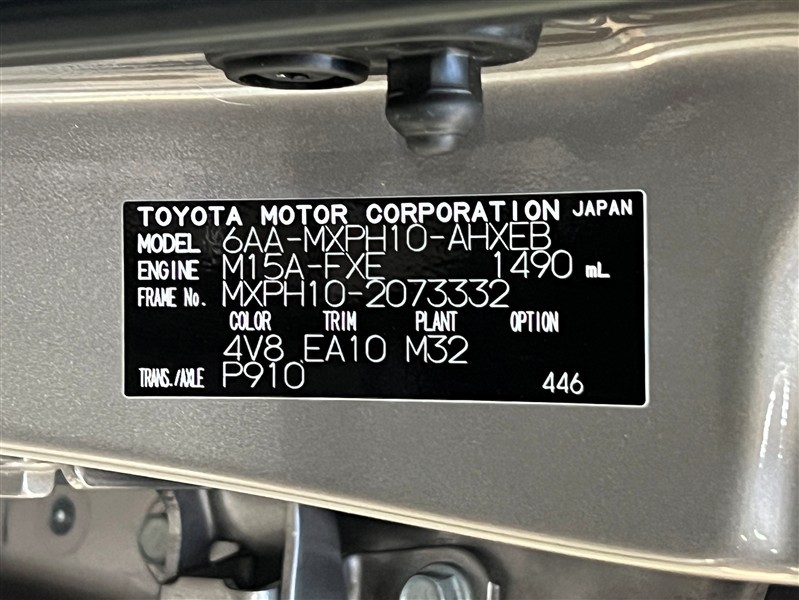 TOYOTA MOTOR CORPORATION JAPAN
MODEL 6AA-MXPH10-AHXEB
ENGINE M15A-FXE 1490 mL
FRAME No. MXPH10-2073332
COLOR TRIM PLANT OPTION
4V8 EA10 M32
TRANS./AXLE P910 446